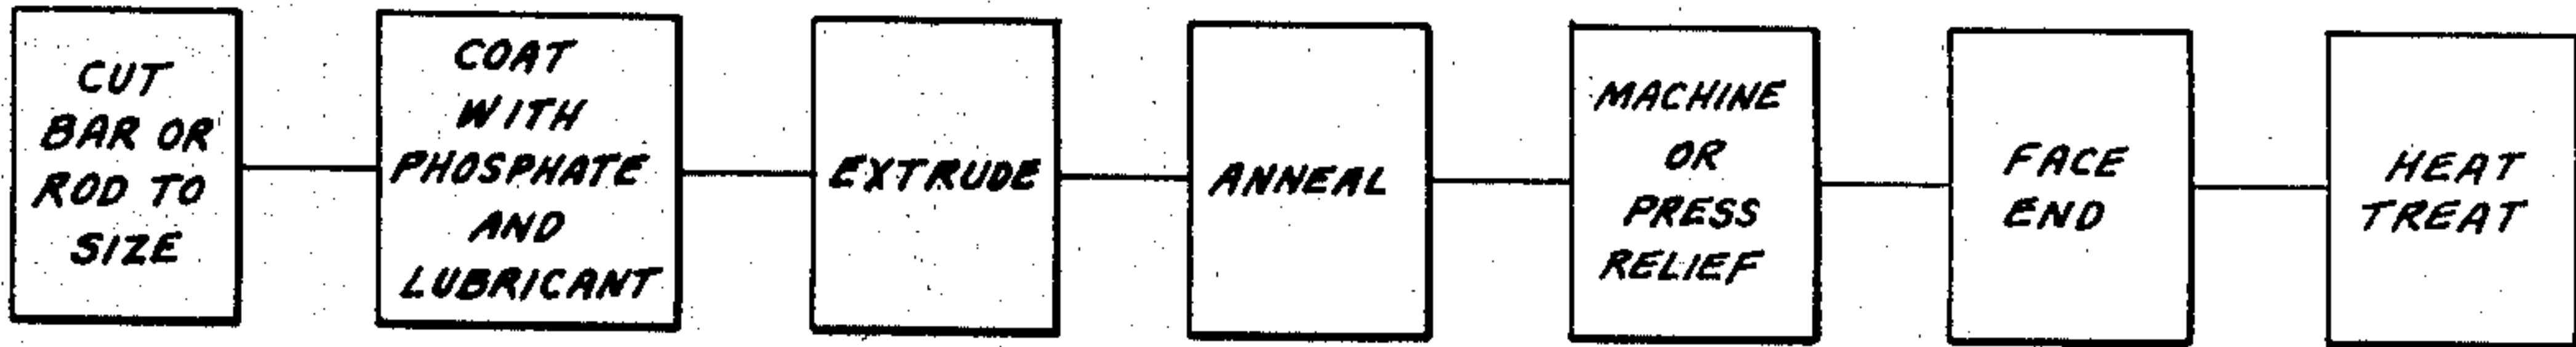 CUT
BAR OR
ROD TO
SIZE
COAT
WITH
PHOSPHATE
AND
LUBRICANT
EXTRUDE
ANNEAL
MACHINE
OR
PRESS
RELIEF
FACE
END
HEAT
TREAT